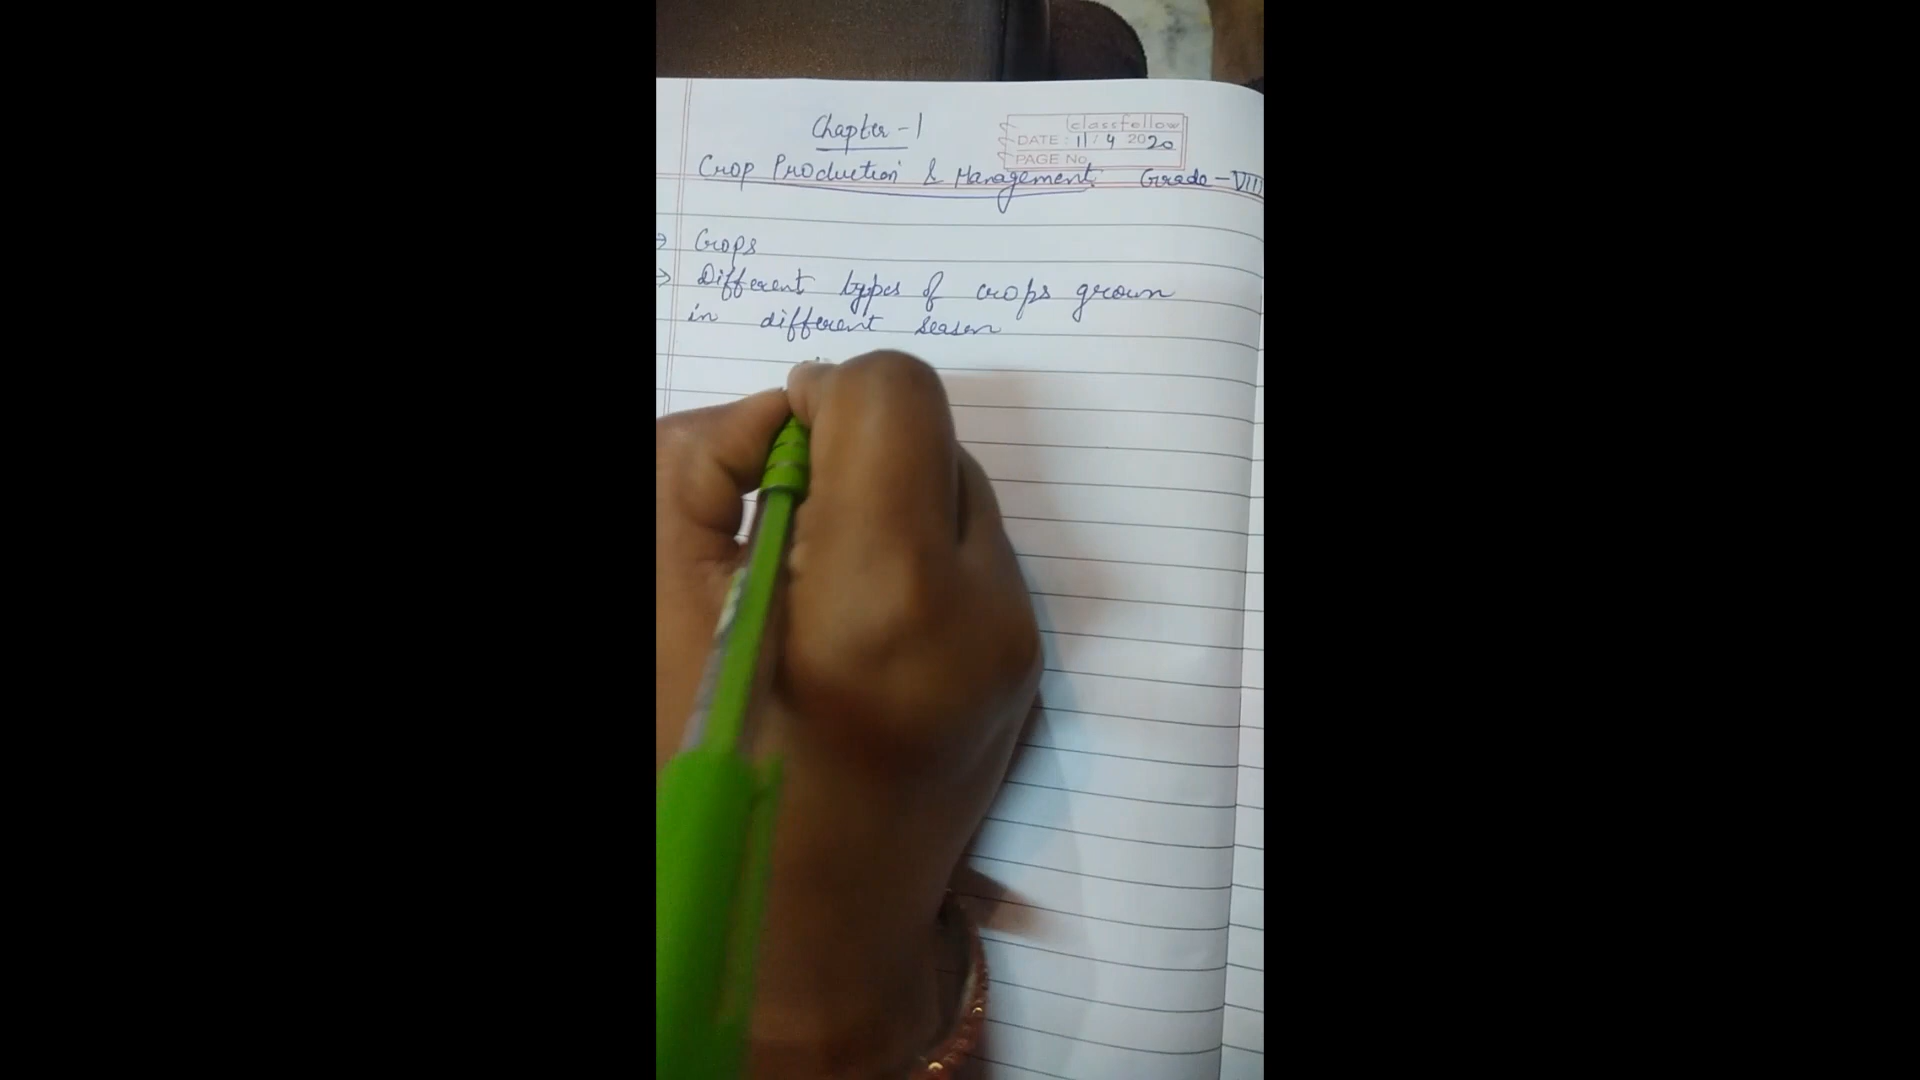 Chapter - 1
classfellow
DATE : 11 / 4 2020
PAGE No.
Crop Production & Management Grade - VIII
→ Crops
→ Different types of crops grown
in different season